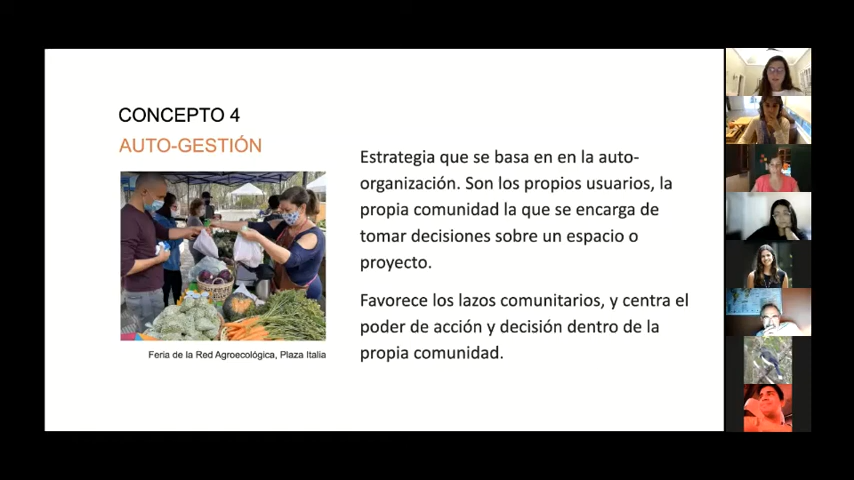 CONCEPTO 4
AUTO-GESTIÓN
Estrategia que se basa en en la auto-
organización. Son los propios usuarios, la
propia comunidad la que se encarga de
tomar decisiones sobre un espacio o
proyecto.
Favorece los lazos comunitarios, y centra el
poder de acción y decisión dentro de la
propia comunidad.
Feria de la Red Agroecológica, Plaza Italia